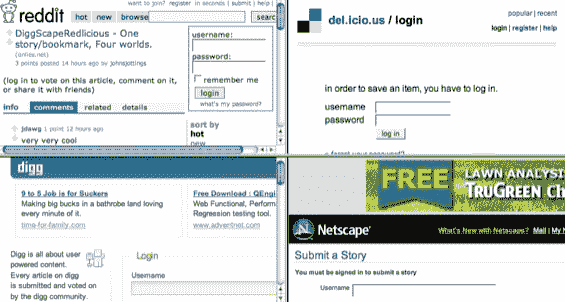 want to join? register in seconds | submit | help
reddit
hot new browse
DiggScapeRedlicious - One
story/bookmark, Four worlds.
(onlies.net)
3 points posted 14 hours ago by johnsjottings
(log in to vote on this article, comment on it,
or share it with friends)
info comments related details
jdawg 1 point 12 hours ago
very very cool
searc
username:
password:
remember me
login
what's my password?
sort by
hot
new
popular | recent
del.icio.us / login
login | register | help
in order to save an item, you have to log in.
username
password
log in
digg
9 to 5 Job is for Suckers
Making big bucks in a bathrobe land loving
every minute of it.
time-for-family.com
Free Download : QEngin
Web Functional, Perform
Regression testing tool.
www.adventnet.com
Digg is all about user
powered content.
Every article on digg
is submitted and voted on
by the digg community.
Login
Username
FREE
LAWN ANALYSI
TRUGREEN Ch
Netscape
What's New with Netscape? Mail | My N
Submit a Story
You must be signed in to submit a story
Username